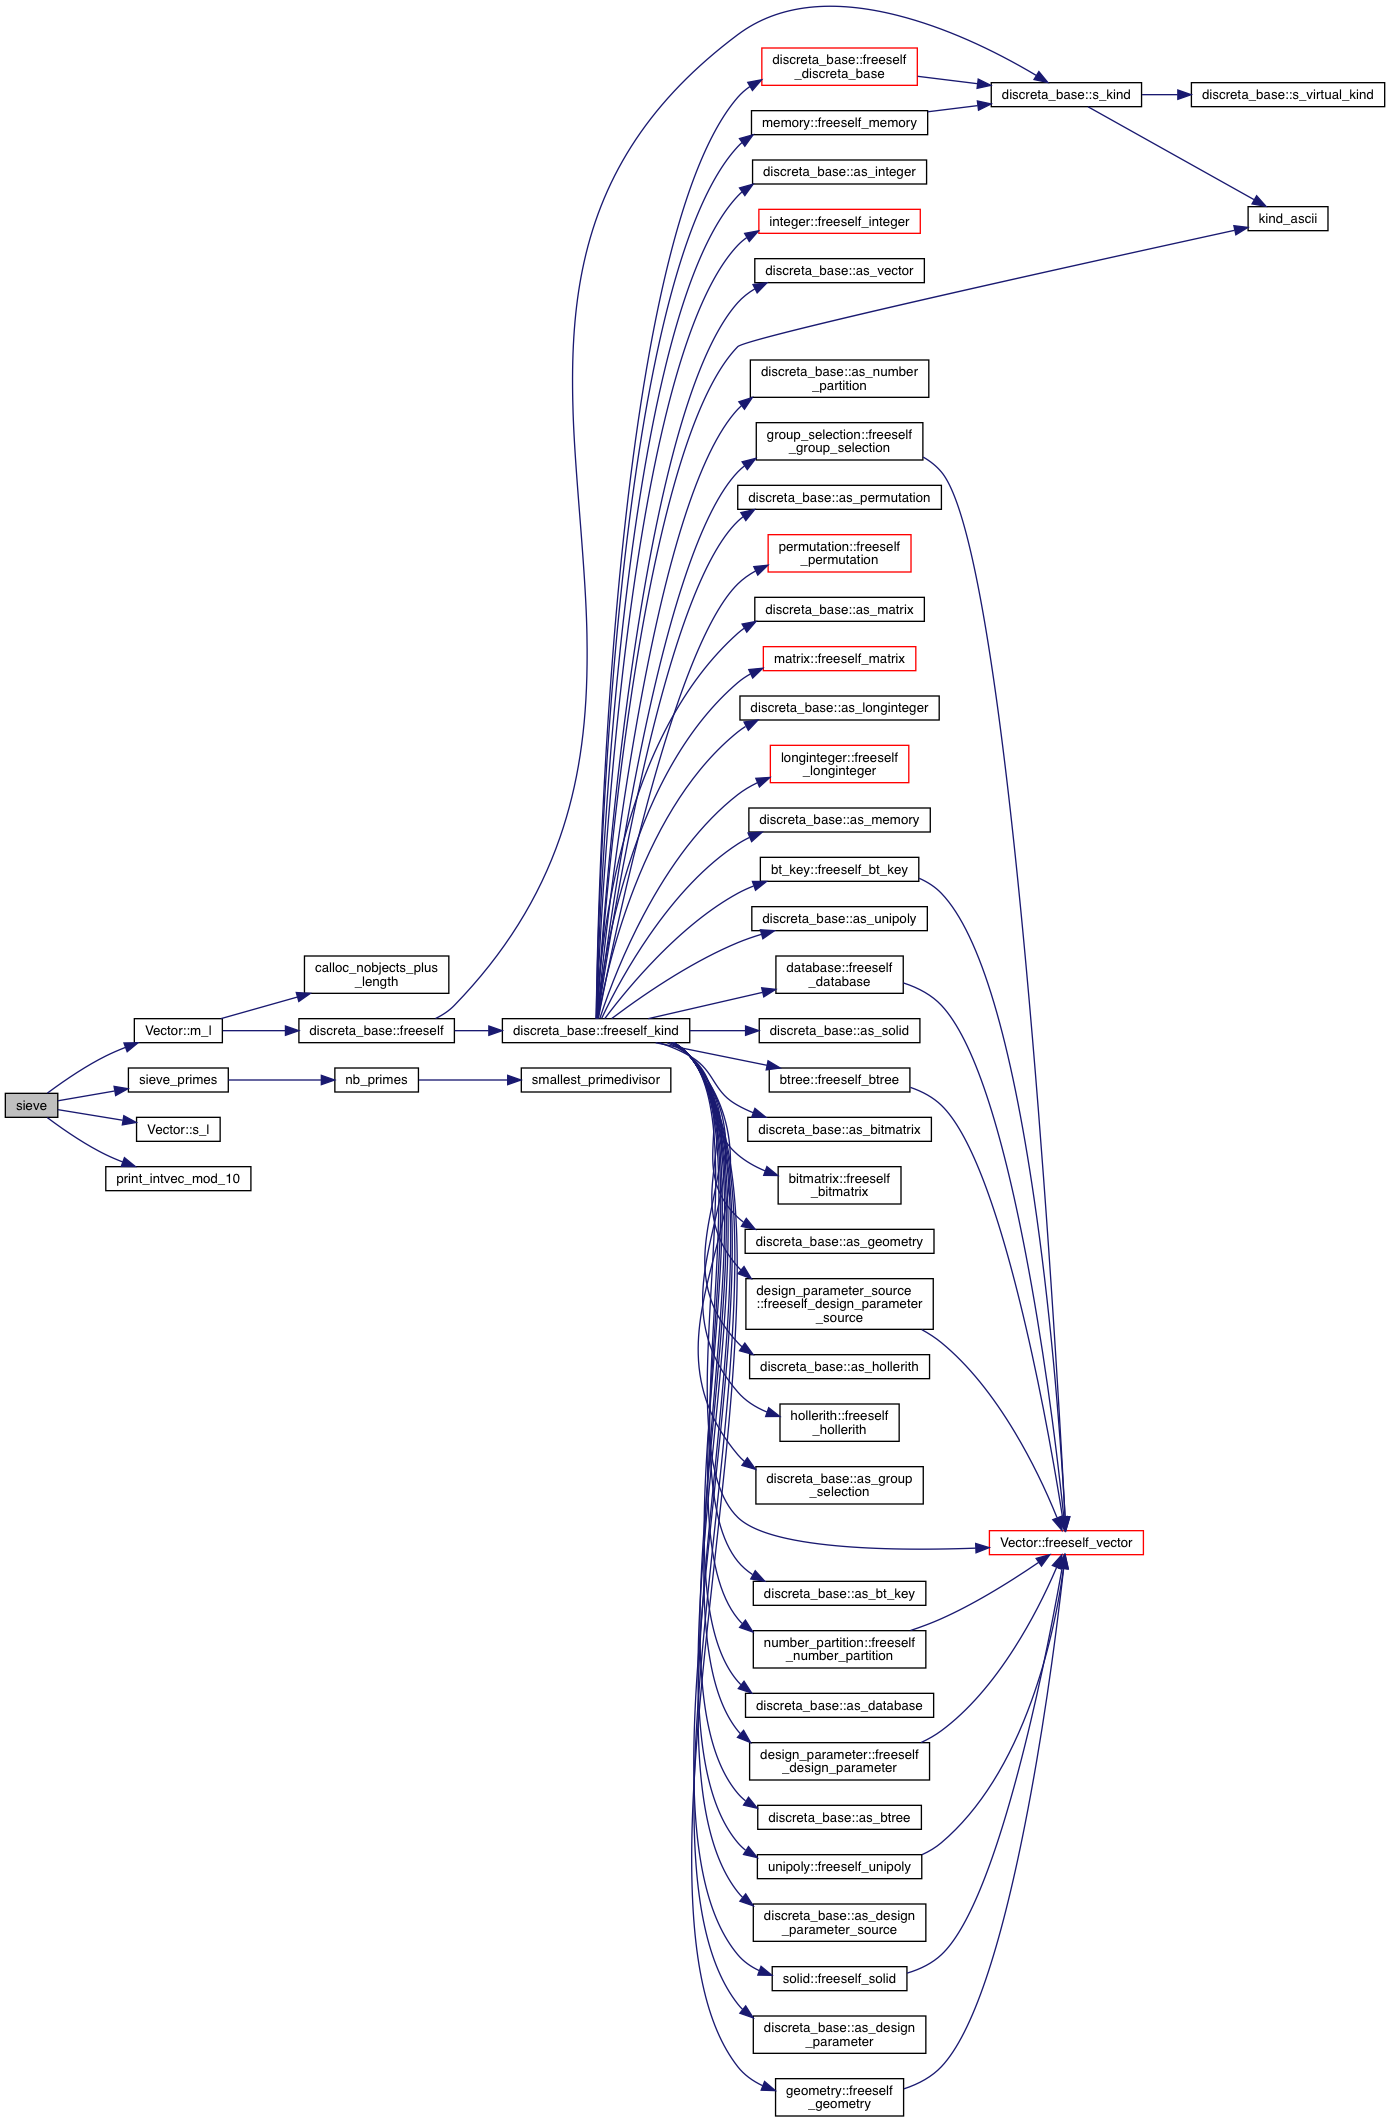 sieve
Vector::m_l
calloc_nobjects_plus
_length
discreta_base::freeself
sieve_primes
nb_primes
smallest_primedivisor
Vector::s_l
print_intvec_mod_10
discreta_base::freeself_kind
discreta_base::freeself
_discreta_base
memory::freeself_memory
discreta_base::as_integer
integer::freeself_integer
discreta_base::as_vector
discreta_base::as_number
_partition
group_selection::freeself
_group_selection
discreta_base::as_permutation
permutation::freeself
_permutation
discreta_base::as_matrix
matrix::freeself_matrix
discreta_base::as_longinteger
longinteger::freeself
_longinteger
discreta_base::as_memory
bt_key::freeself_bt_key
discreta_base::as_unipoly
database::freeself
_database
discreta_base::as_solid
btree::freeself_btree
discreta_base::as_bitmatrix
bitmatrix::freeself
_bitmatrix
discreta_base::as_geometry
design_parameter_source
::freeself_design_parameter
_source
discreta_base::as_hollerith
hollerith::freeself
_hollerith
discreta_base::as_group
_selection
discreta_base::as_bt_key
number_partition::freeself
_number_partition
discreta_base::as_database
design_parameter::freeself
_design_parameter
discreta_base::as_btree
unipoly::freeself_unipoly
discreta_base::as_design
_parameter_source
solid::freeself_solid
discreta_base::as_design
_parameter
geometry::freeself
_geometry
discreta_base::s_kind
discreta_base::s_virtual_kind
kind_ascii
Vector::freeself_vector